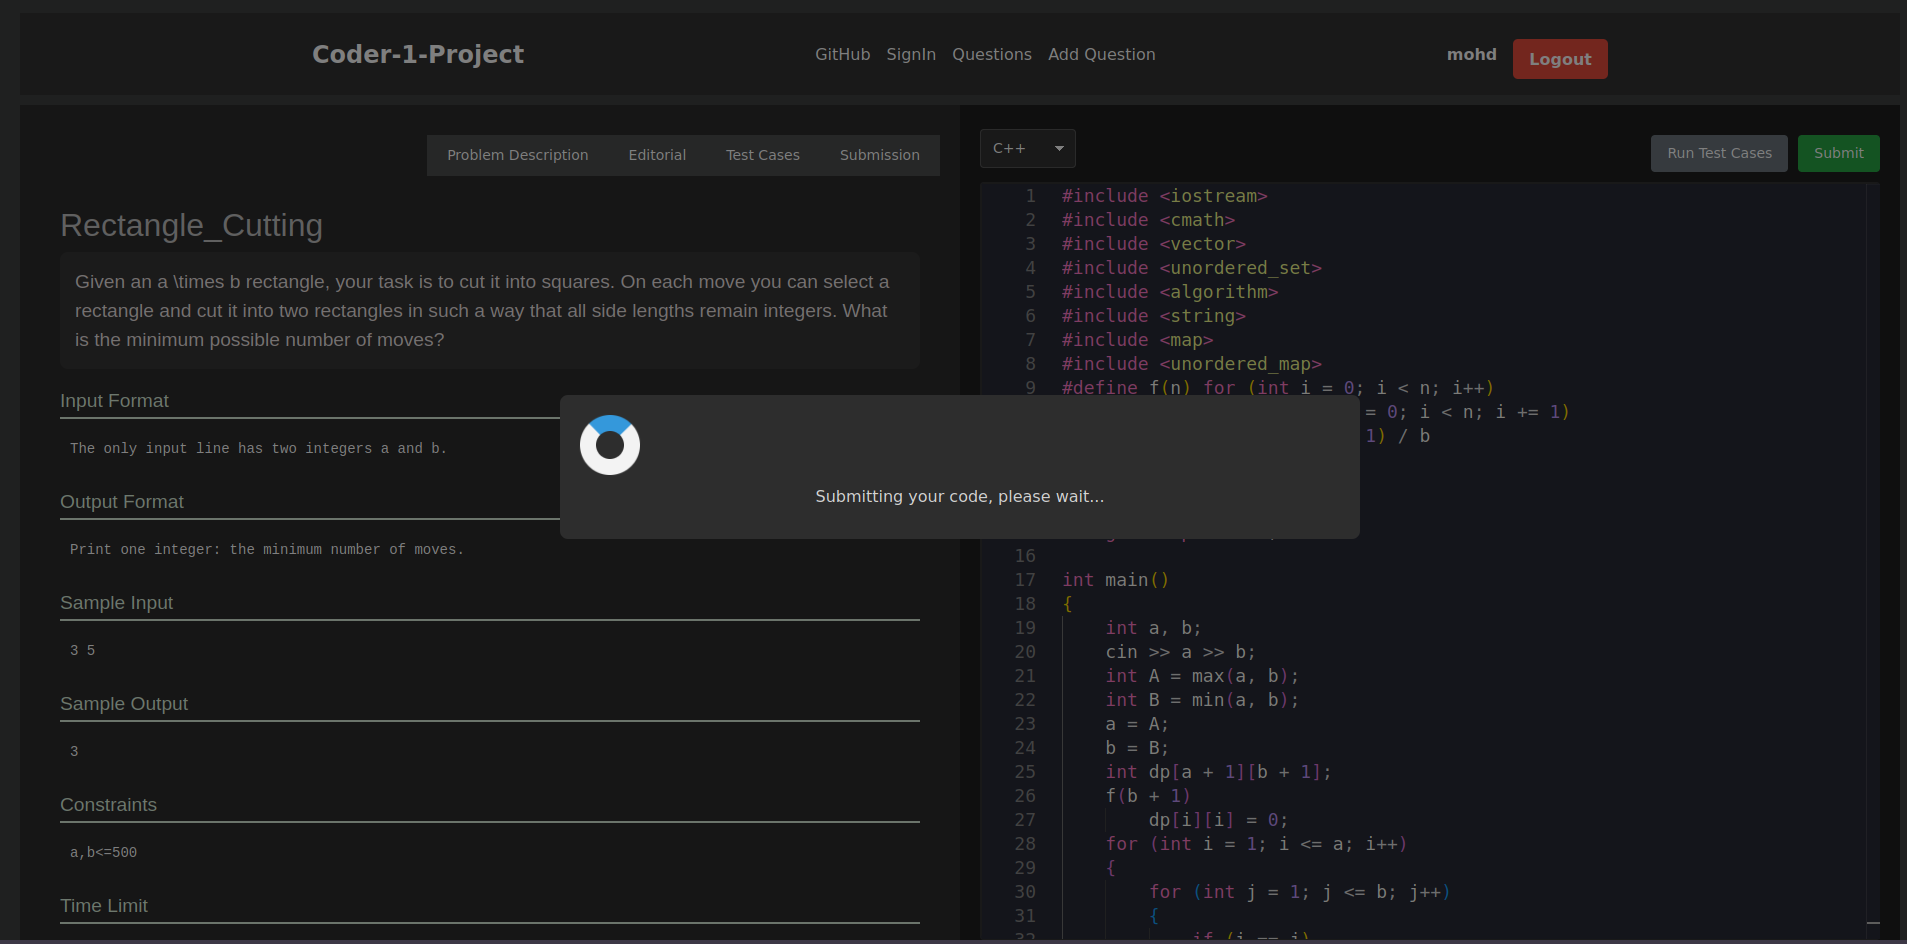 Coder-1-Project
GitHub SignIn Questions Add Question
mohd Logout
Problem Description Editorial Test Cases Submission
Rectangle_Cutting
Given an a \times b rectangle, your task is to cut it into squares. On each move you can select a
rectangle and cut it into two rectangles in such a way that all side lengths remain integers. What
is the minimum possible number of moves?
Input Format
The only input line has two integers a and b.
Output Format
Print one integer: the minimum number of moves.
Sample Input
3 5
Sample Output
3
Constraints
a,b<=500
Time Limit
C++
Run Test Cases Submit
1 #include <iostream>
2 #include <cmath>
3 #include <vector>
4 #include <unordered_set>
5 #include <algorithm>
6 #include <string>
7 #include <map>
8 #include <unordered_map>
9 #define f(n) for (int i = 0; i < n; i++)
= 0; i < n; i += 1)
1) / b
Submitting your code, please wait...
16
17 int main()
18 {
19 int a, b;
20 cin >> a >> b;
21 int A = max(a, b);
22 int B = min(a, b);
23 a = A;
24 b = B;
25 int dp[a + 1][b + 1];
26 f(b + 1)
27 dp[i][i] = 0;
28 for (int i = 1; i <= a; i++)
29 {
30 for (int j = 1; j <= b; j++)
31 {
32 if (i == j)